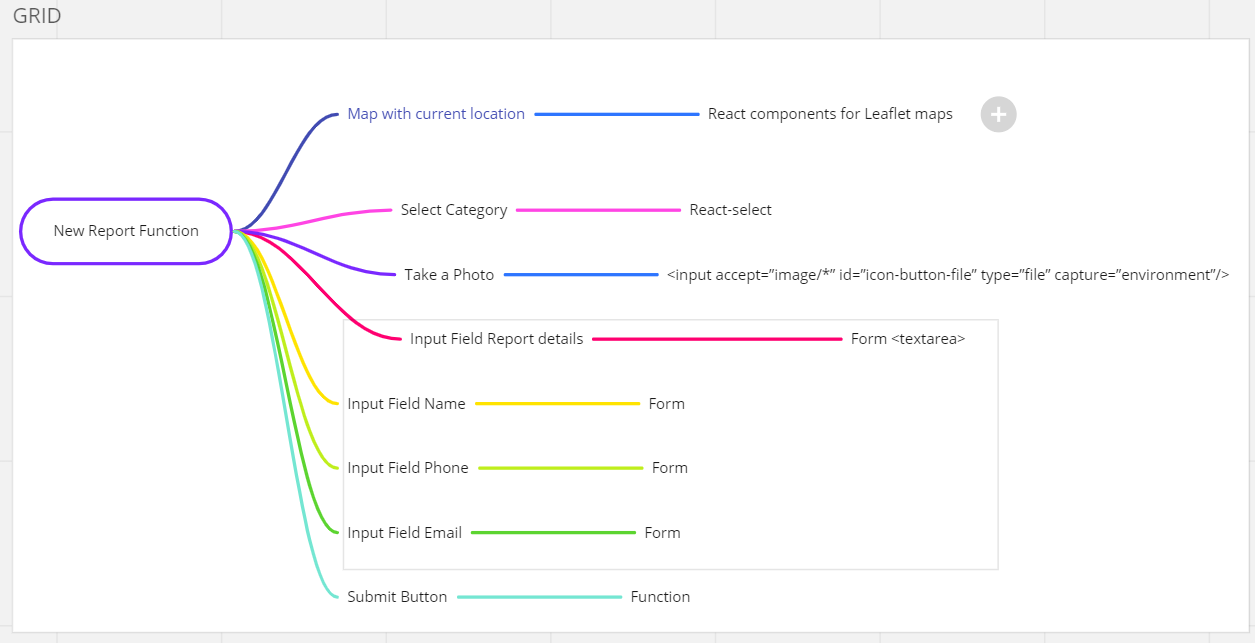 GRID
Map with current location
React components for Leaflet maps
Select Category
React-select
New Report Function
Take a Photo
<input accept=”image/*” id=”icon-button-file” type=”file” capture=”environment”/>
Input Field Report details
Form <textarea>
Input Field Name
Form
Input Field Phone
Form
Input Field Email
Form
Submit Button
Function